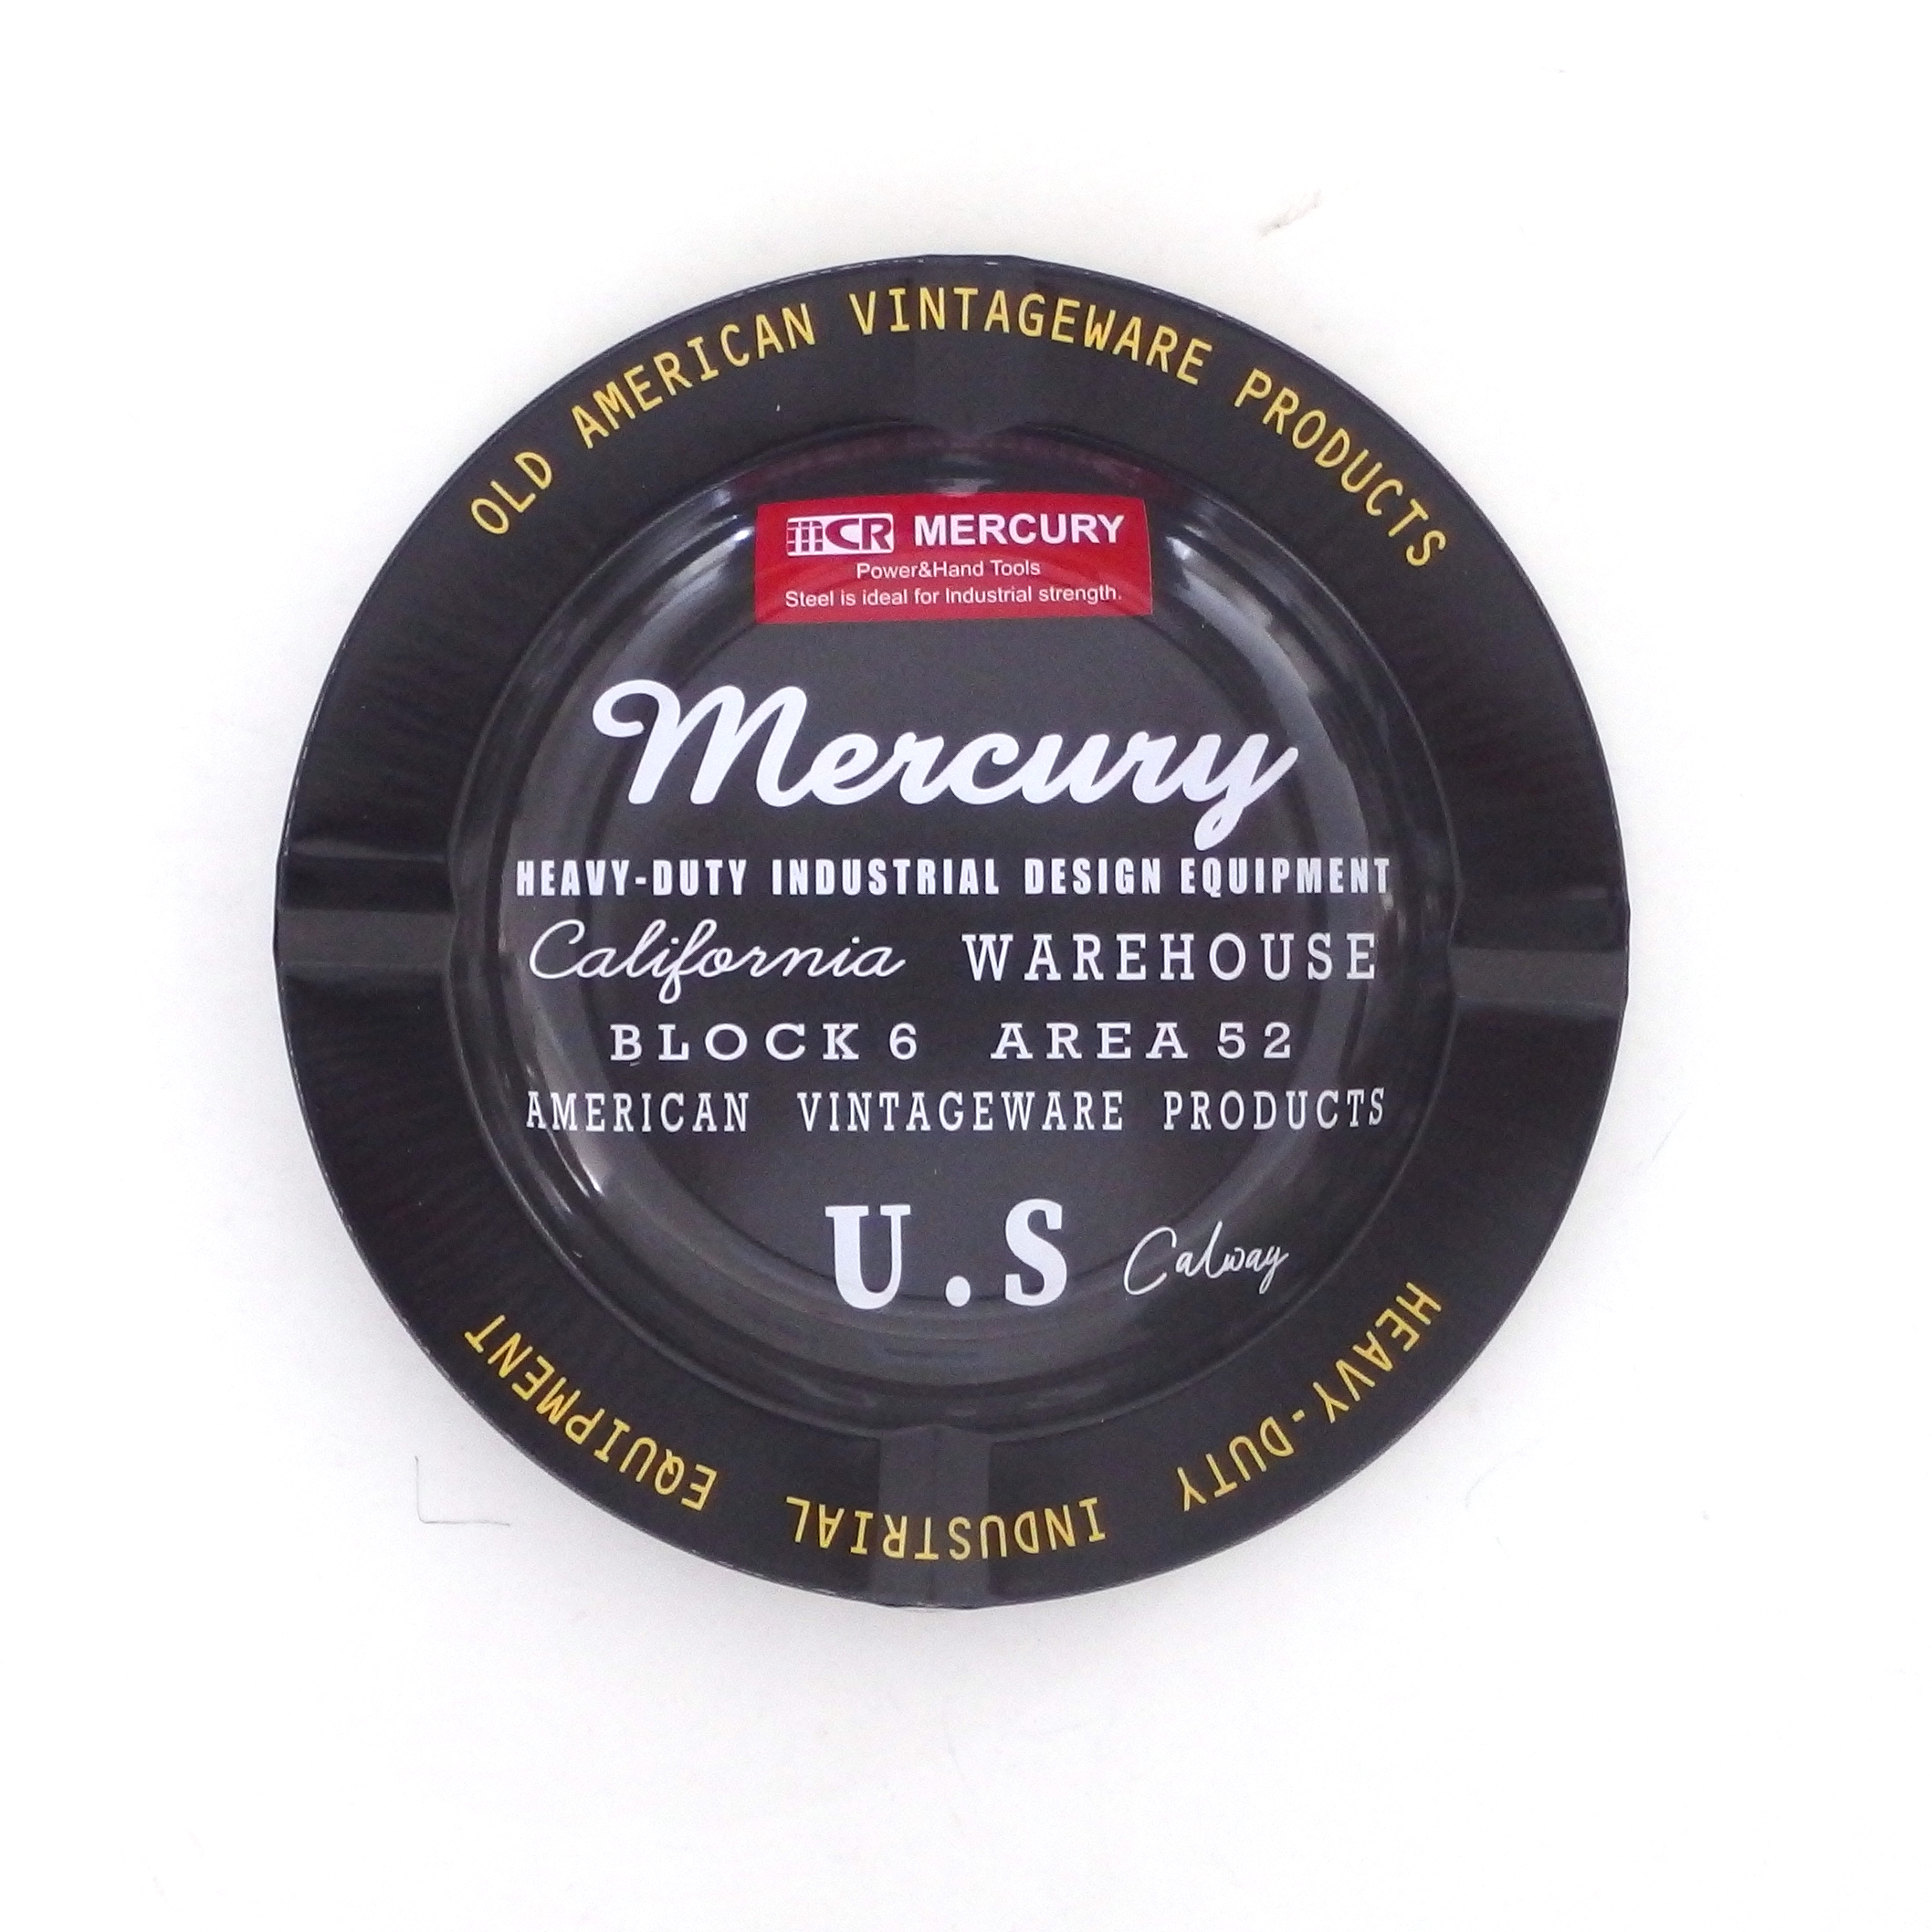 OLD AMERICAN VINTAGEWARE PRODUCTS
MCR MERCURY
Power&Hand Tools
Steel is ideal for Industrial strength.
Mercury
HEAVY-DUTY INDUSTRIAL DESIGN EQUIPMENT
California WAREHOUSE
BLOCK 6 AREA 52
AMERICAN VINTAGEWARE PRODUCTS
U.S Calway
HEAVY-DUTY INDUSTRIAL EQUIPMENT